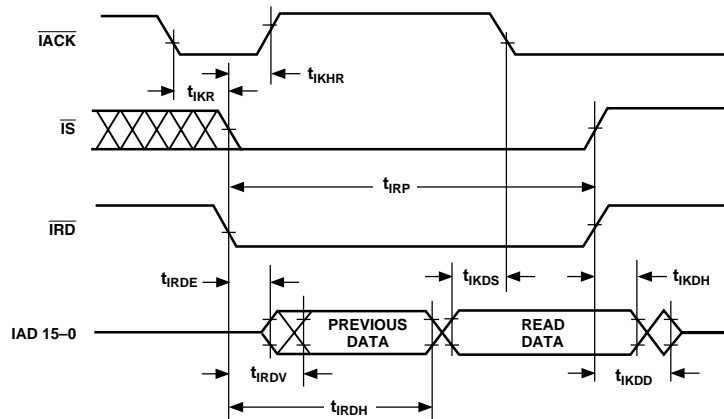 IACK
tIKHR
tIKR
IS
tIRP
IRD
tIRDE
tIKDS
tIKDH
IAD 15–0
PREVIOUS
DATA
READ
DATA
tIRDV
tIKDD
tIRDH